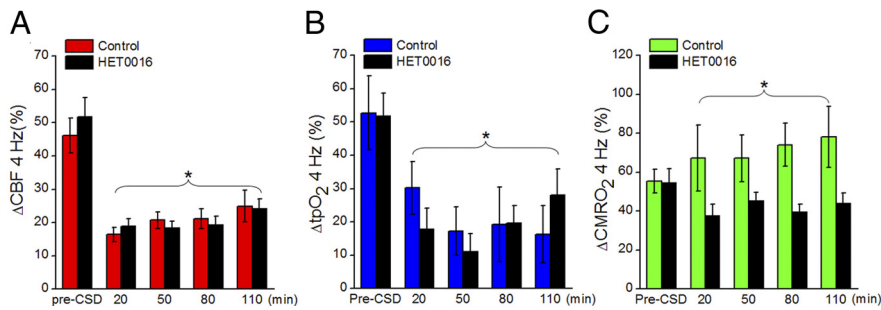 A
Control
HET0016
ΔCBF 4 Hz(%)
70
60
50
40
30
20
10
0
*
pre-CSD 20 50 80 110 (min)
B
Control
HET0016
ΔtpO2 4 Hz (%)
70
60
50
40
30
20
10
0
*
Pre-CSD 20 50 80 110 (min)
C
Control
HET0016
ΔCMRO2 4 Hz (%)
120
100
80
60
40
20
0
*
Pre-CSD 20 50 80 110 (min)